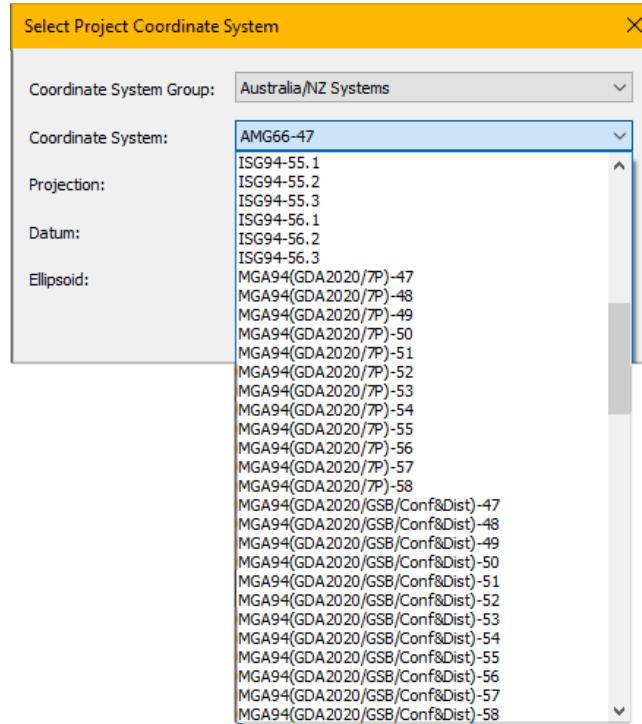 Select Project Coordinate System
Coordinate System Group: Australia/NZ Systems
Coordinate System: AMG66-47
Projection:
Datum:
Ellipsoid:
ISG94-55.1
ISG94-55.2
ISG94-55.3
ISG94-56.1
ISG94-56.2
ISG94-56.3
MGA94(GDA2020/7P)-47
MGA94(GDA2020/7P)-48
MGA94(GDA2020/7P)-49
MGA94(GDA2020/7P)-50
MGA94(GDA2020/7P)-51
MGA94(GDA2020/7P)-52
MGA94(GDA2020/7P)-53
MGA94(GDA2020/7P)-54
MGA94(GDA2020/7P)-55
MGA94(GDA2020/7P)-56
MGA94(GDA2020/7P)-57
MGA94(GDA2020/7P)-58
MGA94(GDA2020/GSB/Conf&Dist)-47
MGA94(GDA2020/GSB/Conf&Dist)-48
MGA94(GDA2020/GSB/Conf&Dist)-49
MGA94(GDA2020/GSB/Conf&Dist)-50
MGA94(GDA2020/GSB/Conf&Dist)-51
MGA94(GDA2020/GSB/Conf&Dist)-52
MGA94(GDA2020/GSB/Conf&Dist)-53
MGA94(GDA2020/GSB/Conf&Dist)-54
MGA94(GDA2020/GSB/Conf&Dist)-55
MGA94(GDA2020/GSB/Conf&Dist)-56
MGA94(GDA2020/GSB/Conf&Dist)-57
MGA94(GDA2020/GSB/Conf&Dist)-58